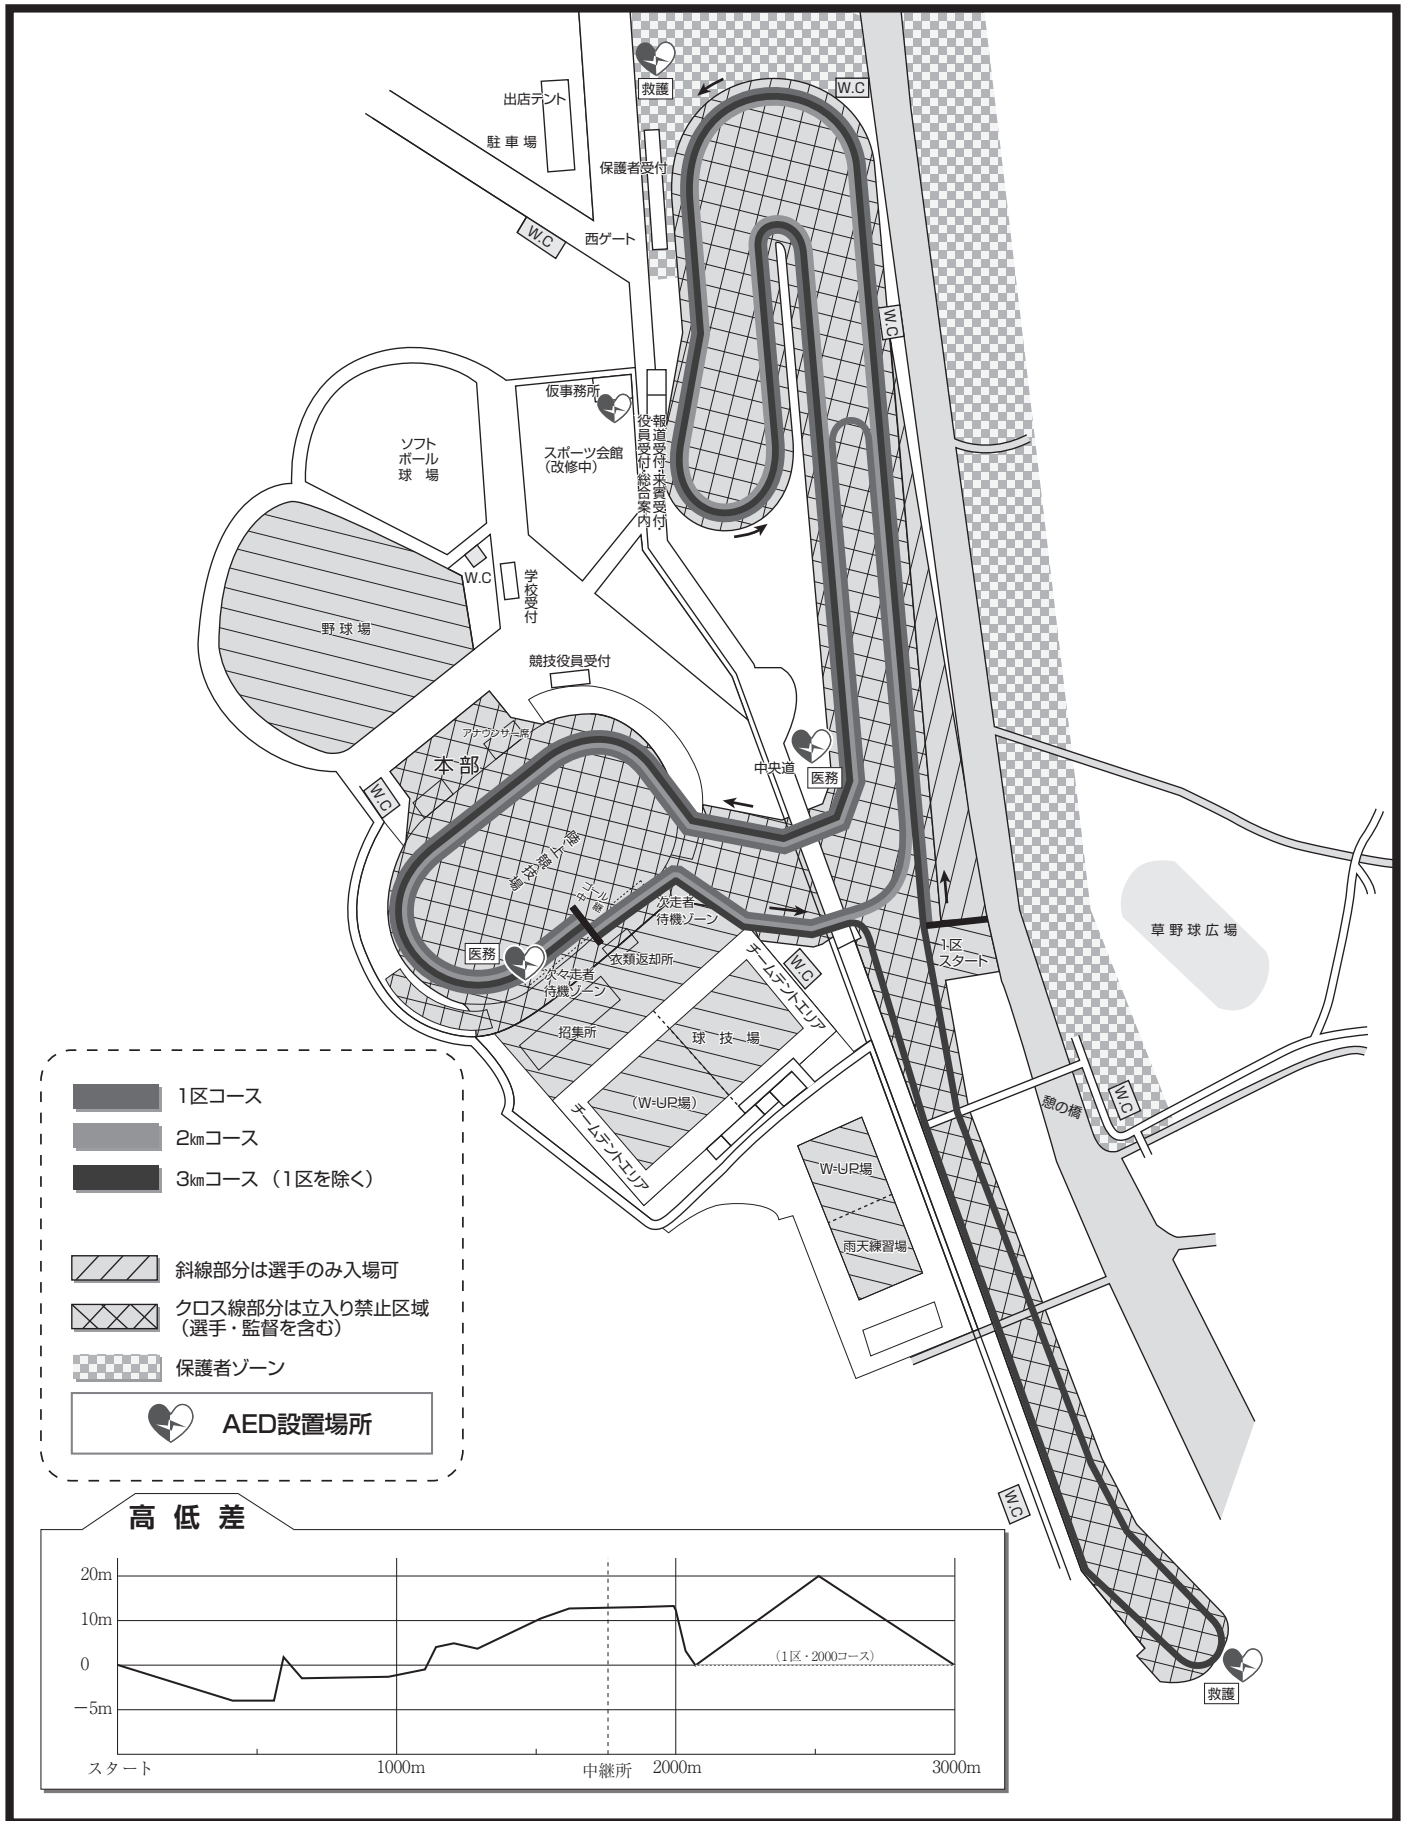 救護
W.C
出店テント
駐車場
保護者受付
W.C
西ゲート
W.C
仮事務所
ソフト
ボール
球場
スポーツ会館
(改修中)
報道受付・来賓受付・
役員受付・総合案内
W.C
学校受付
野球場
競技役員受付
アナウンサー席
本部
中央道
医務
W.C
陸上競技場
ゴール
中継
次走者
待機ゾーン
草野球広場
1区
スタート
医務
衣類返却所
次々走者
待機ゾーン
W.C
チームテントエリア
招集所
球技場
(W-UP場)
チームテントエリア
憩の橋
W.C
W-UP場
雨天練習場
1区コース
2㎞コース
3㎞コース(1区を除く)
斜線部分は選手のみ入場可
クロス線部分は立入り禁止区域
(選手・監督を含む)
保護者ゾーン
AED設置場所
W.C
救護
高低差
20m
10m
0
−5m
(1区・2000コース)
スタート 1000m 中継所 2000m 3000m